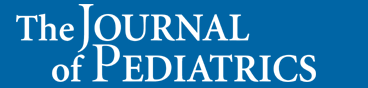 The JOURNAL
of PEDIATRICS